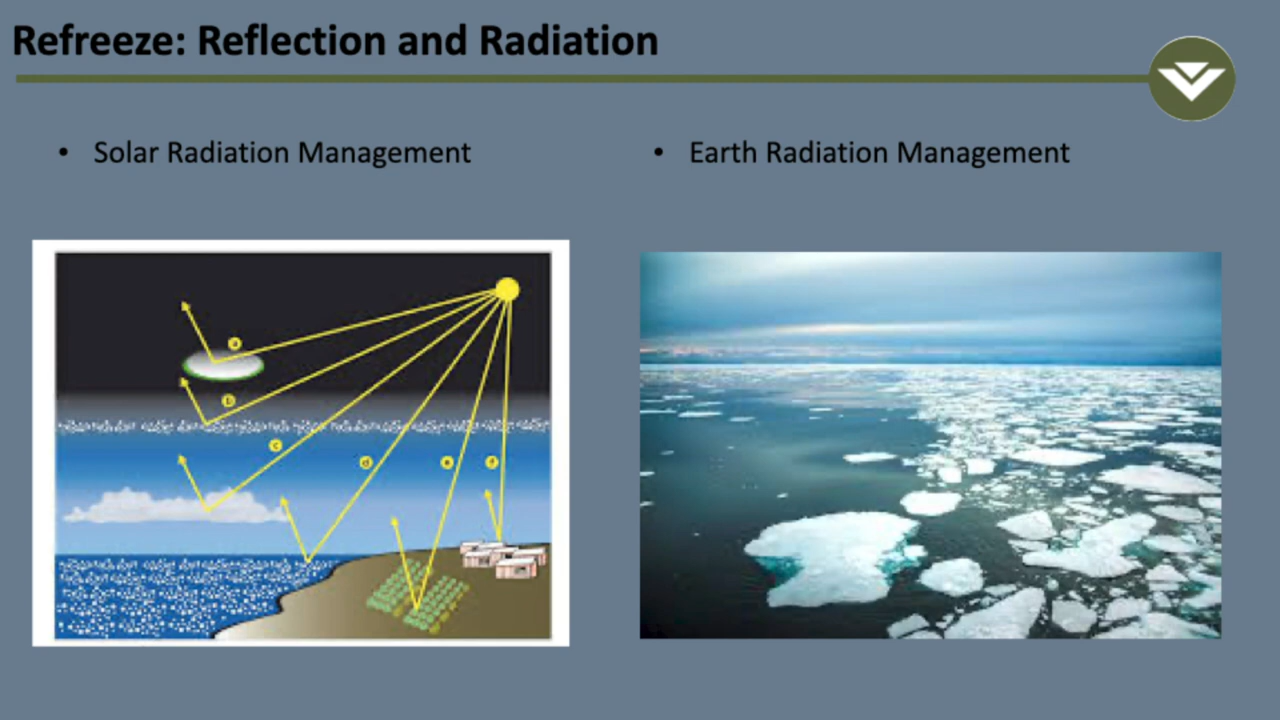 Refreeze: Reflection and Radiation
• Solar Radiation Management
• Earth Radiation Management
a
b
c
d
e
f